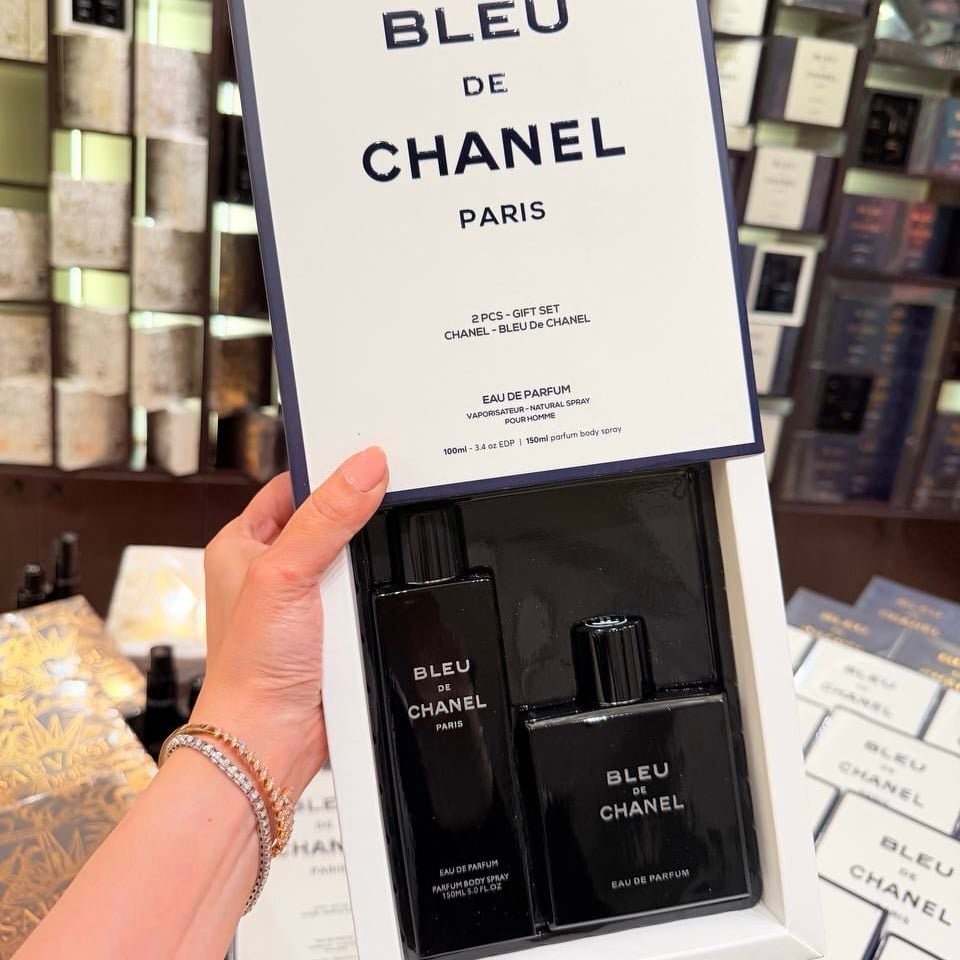 BLEU
DE
CHANEL
PARIS
2 PCS - GIFT SET
CHANEL - BLEU De CHANEL
EAU DE PARFUM
VAPORISATEUR - NATURAL SPRAY
POUR HOMME
100ml - 3.4 oz EDP | 150ml parfum body spray
BLEU
DE
CHANEL
PARIS
EAU DE PARFUM
PARFUM BODY SPRAY
150ML 5.0 FL.OZ
BLEU
DE
CHANEL
EAU DE PARFUM
BLEU
DE
CHANEL
BLEU
DE
CHANEL
BLEU
DE
CHANEL